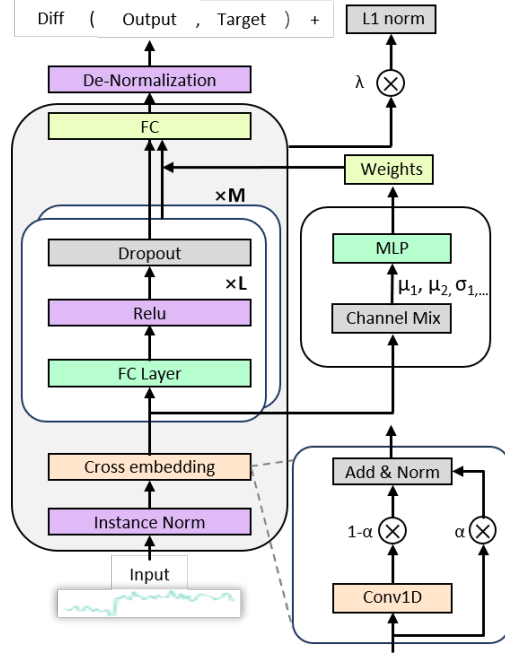 Diff ( Output , Target ) +
L1 norm
λ
De-Normalization
FC
Weights
×M
Dropout
×L
MLP
μ1, μ2, σ1,...
Relu
Channel Mix
FC Layer
Cross embedding
Add & Norm
Instance Norm
1-α
α
Input
Conv1D